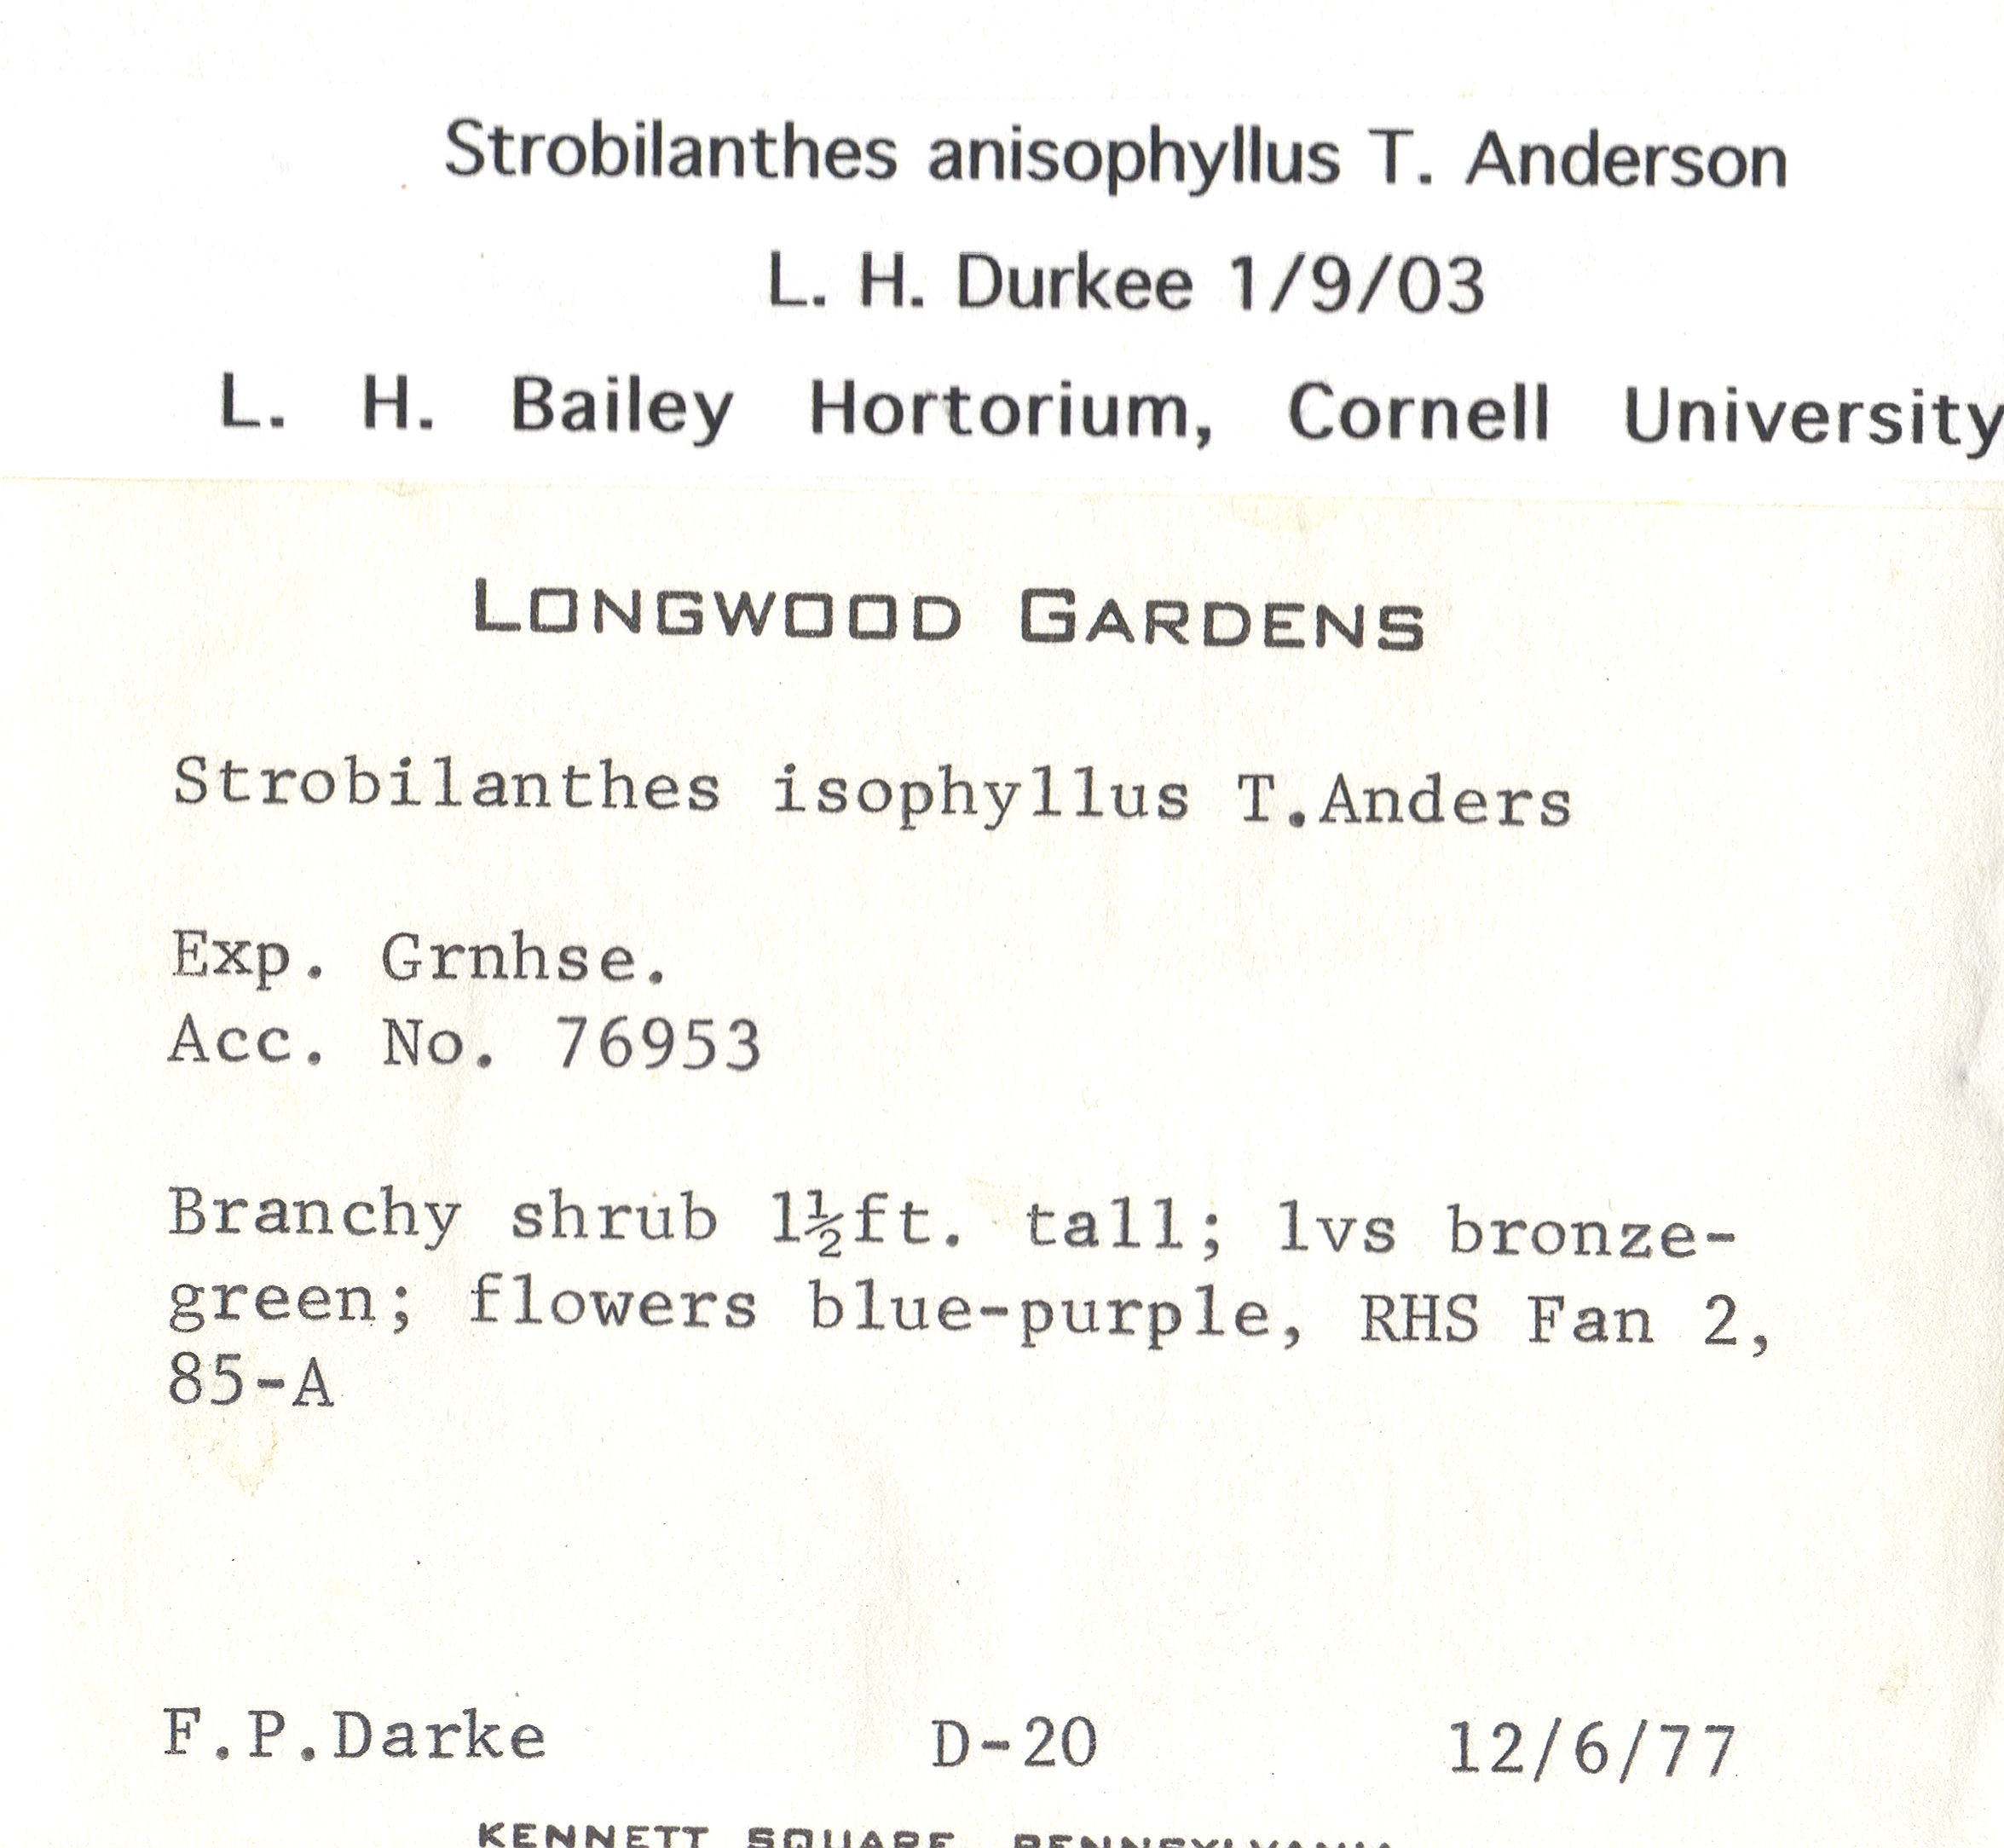 Strobilanthes anisophyllus T. Anderson
L. H. Durkee 1/9/03
L. H. Bailey Hortorium, Cornell University
LONGWOOD GARDENS
Strobilanthes isophyllus T.Anders
Exp. Grnhse.
Acc. No. 76953
Branchy shrub 1½ft. tall; lvs bronze-
green; flowers blue-purple, RHS Fan 2,
85-A
F.P.Darke D-20 12/6/77
KENNETT SQUARE, PENNSYLVANIA